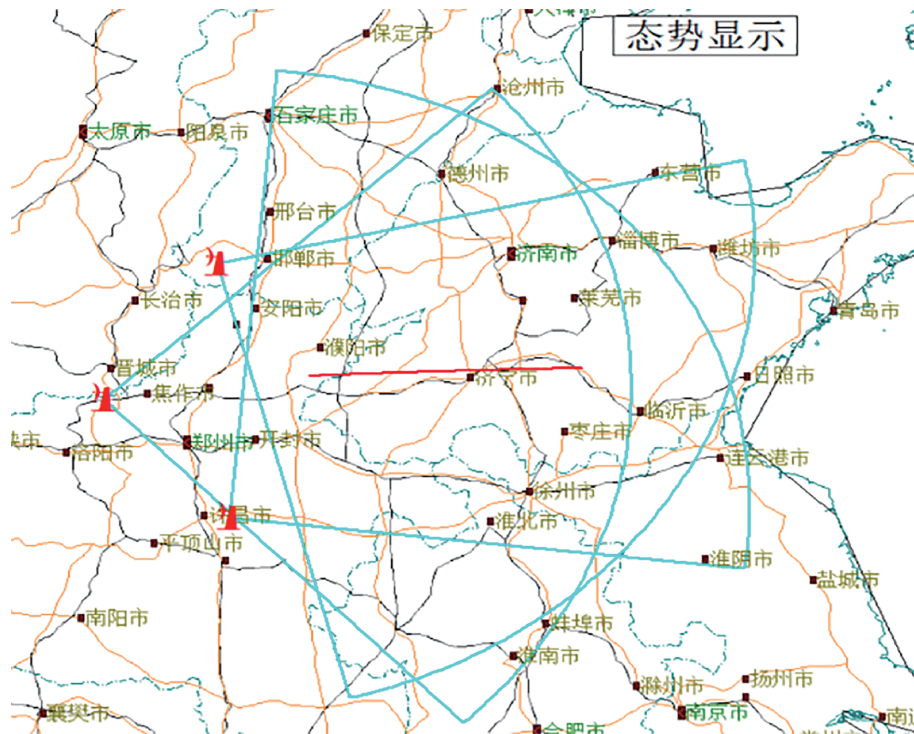 态势显示
保定市
沧州市
石家庄市
太原市
阳泉市
德州市
东营市
邢台市
淄博市
潍坊市
济南市
邯郸市
长治市
安阳市
莱芜市
青岛市
濮阳市
晋城市
济宁市
日照市
焦作市
临沂市
郑州市
开封市
枣庄市
洛阳市
连云港市
徐州市
许昌市
淮北市
平顶山市
淮阴市
盐城市
南阳市
蚌埠市
淮南市
滁州市
扬州市
襄樊市
南京市
合肥市